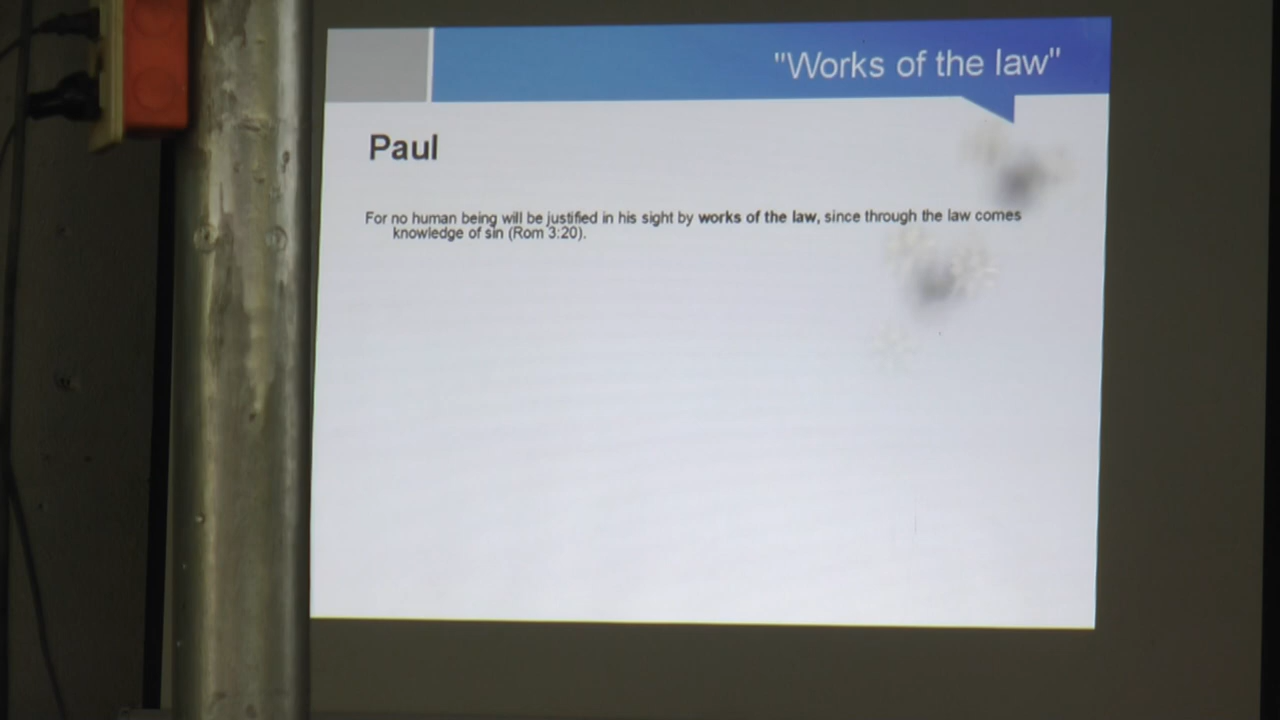 "Works of the law"
Paul
For no human being will be justified in his sight by works of the law, since through the law comes
knowledge of sin (Rom 3:20).